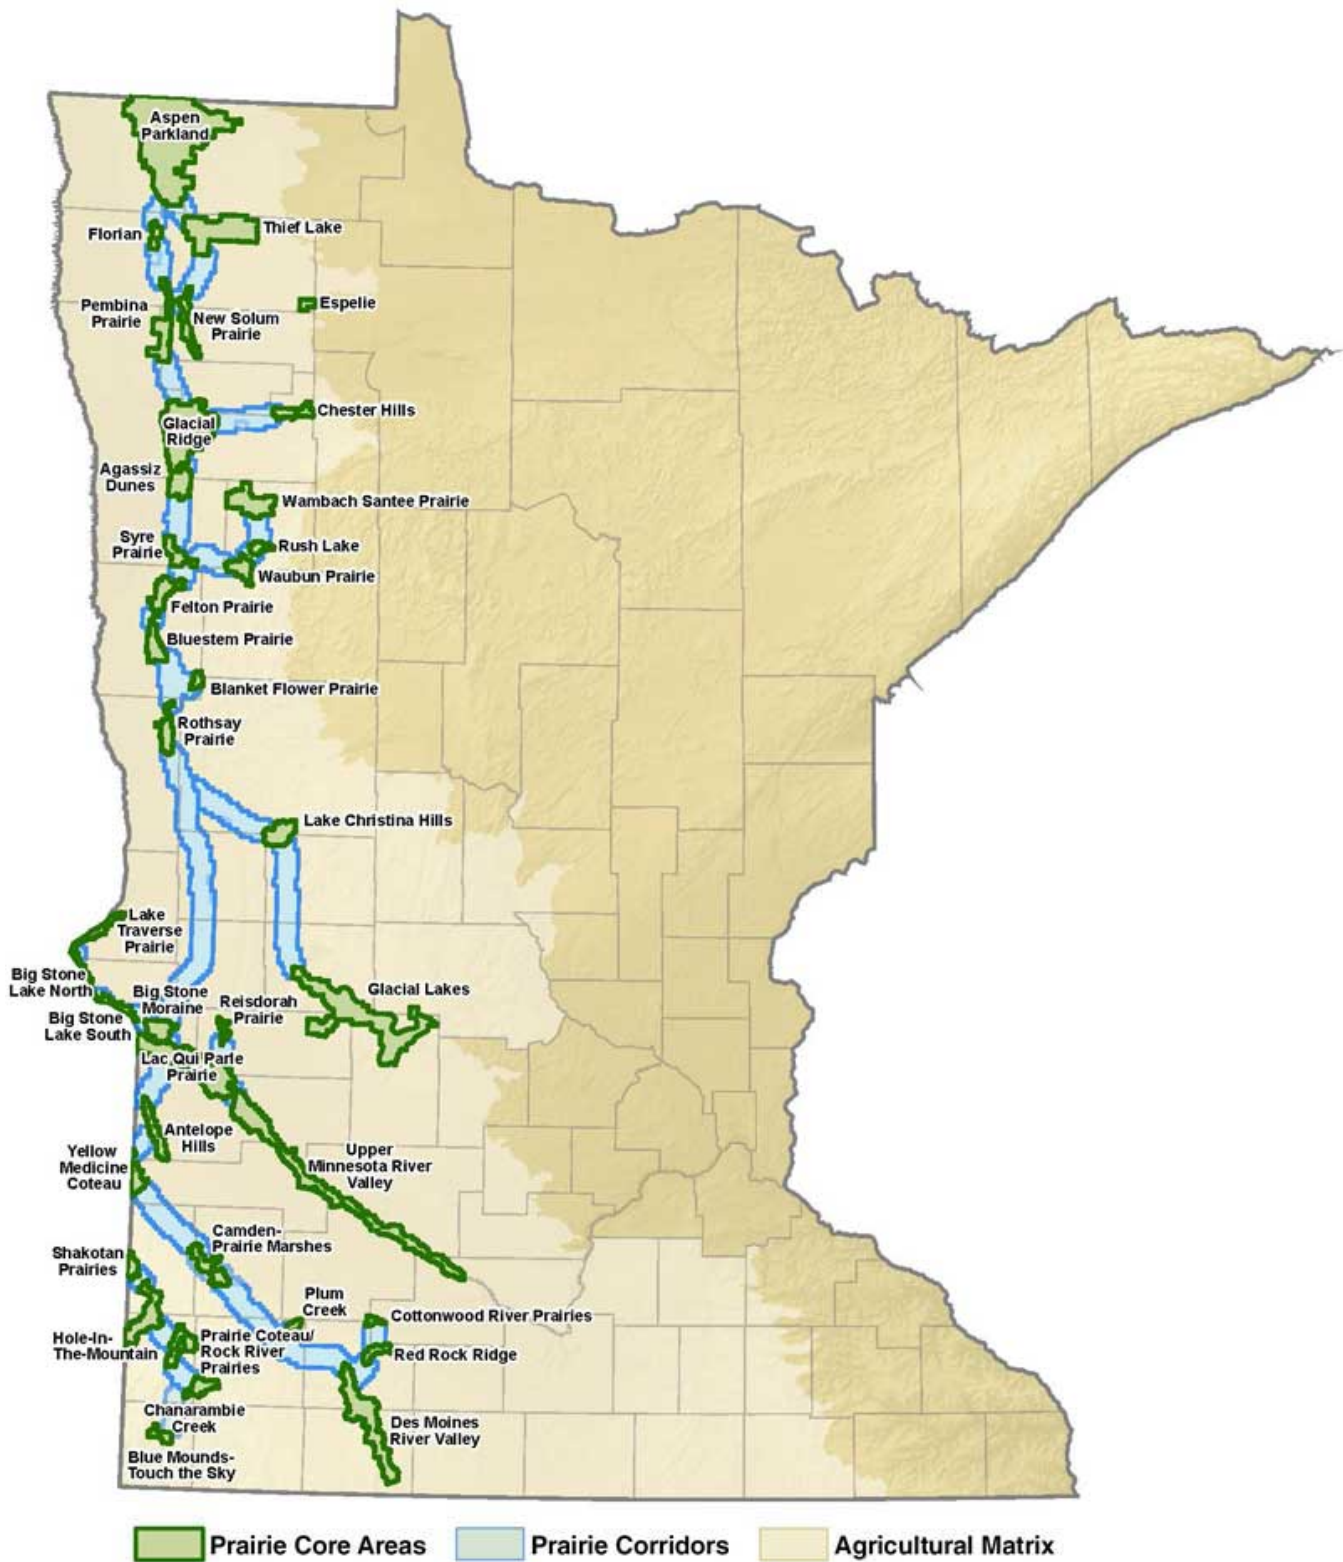 Aspen
Parkland
Florian
Thief Lake
Pembina
Prairie
New Solum
Prairie
Espelie
Glacial
Ridge
Chester Hills
Agassiz
Dunes
Wambach Santee Prairie
Syre
Prairie
Rush Lake
Waubun Prairie
Felton Prairie
Bluestem Prairie
Blanket Flower Prairie
Rothsay
Prairie
Lake Christina Hills
Lake
Traverse
Prairie
Big Stone
Lake North
Big Stone
Moraine
Reisdorah
Prairie
Glacial Lakes
Big Stone
Lake South
Lac Qui Parle
Prairie
Antelope
Hills
Yellow
Medicine
Coteau
Upper
Minnesota River
Valley
Camden-
Prairie Marshes
Shakotan
Prairies
Plum
Creek
Cottonwood River Prairies
Hole-In-
The-Mountain
Prairie Coteau/
Rock River
Prairies
Red Rock Ridge
Chanarambie
Creek
Des Moines
River Valley
Blue Mounds-
Touch the Sky
Prairie Core Areas
Prairie Corridors
Agricultural Matrix